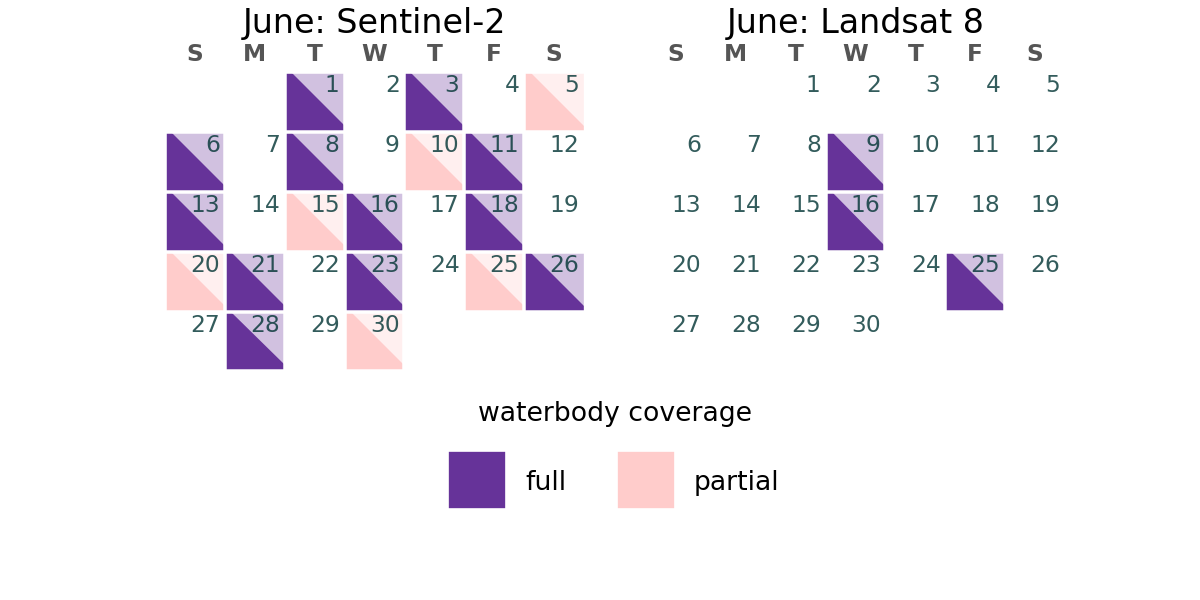 June: Sentinel-2
S M T W T F S
1 2 3 4 5
6 7 8 9 10 11 12
13 14 15 16 17 18 19
20 21 22 23 24 25 26
27 28 29 30
June: Landsat 8
S M T W T F S
1 2 3 4 5
6 7 8 9 10 11 12
13 14 15 16 17 18 19
20 21 22 23 24 25 26
27 28 29 30
waterbody coverage
full
partial